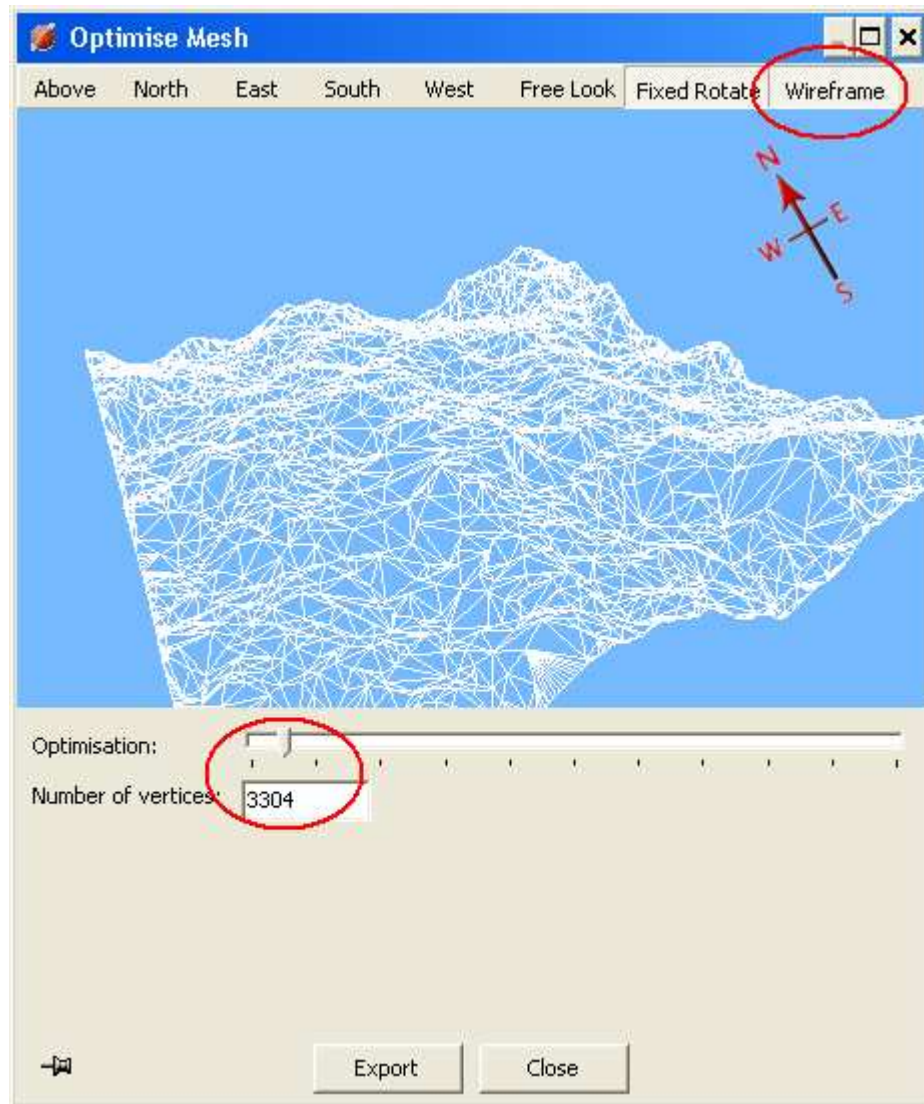 Optimise Mesh
Above North East South West Free Look Fixed Rotate Wireframe
N
E
W
S
Optimisation:
Number of vertices: 3304
Export Close